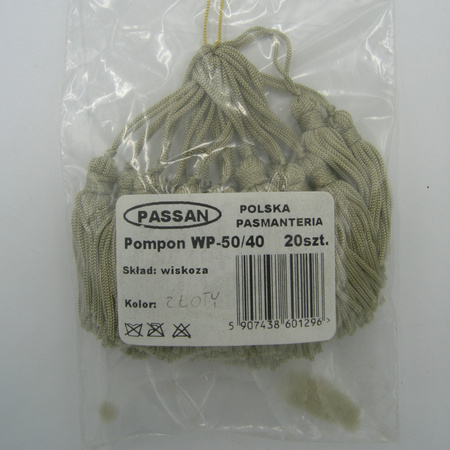 PASSAN
POLSKA
PASMANTERIA
Pompon WP-50/40 20szt.
Skład: wiskoza
Kolor: ZŁOTY
5 907438 601296